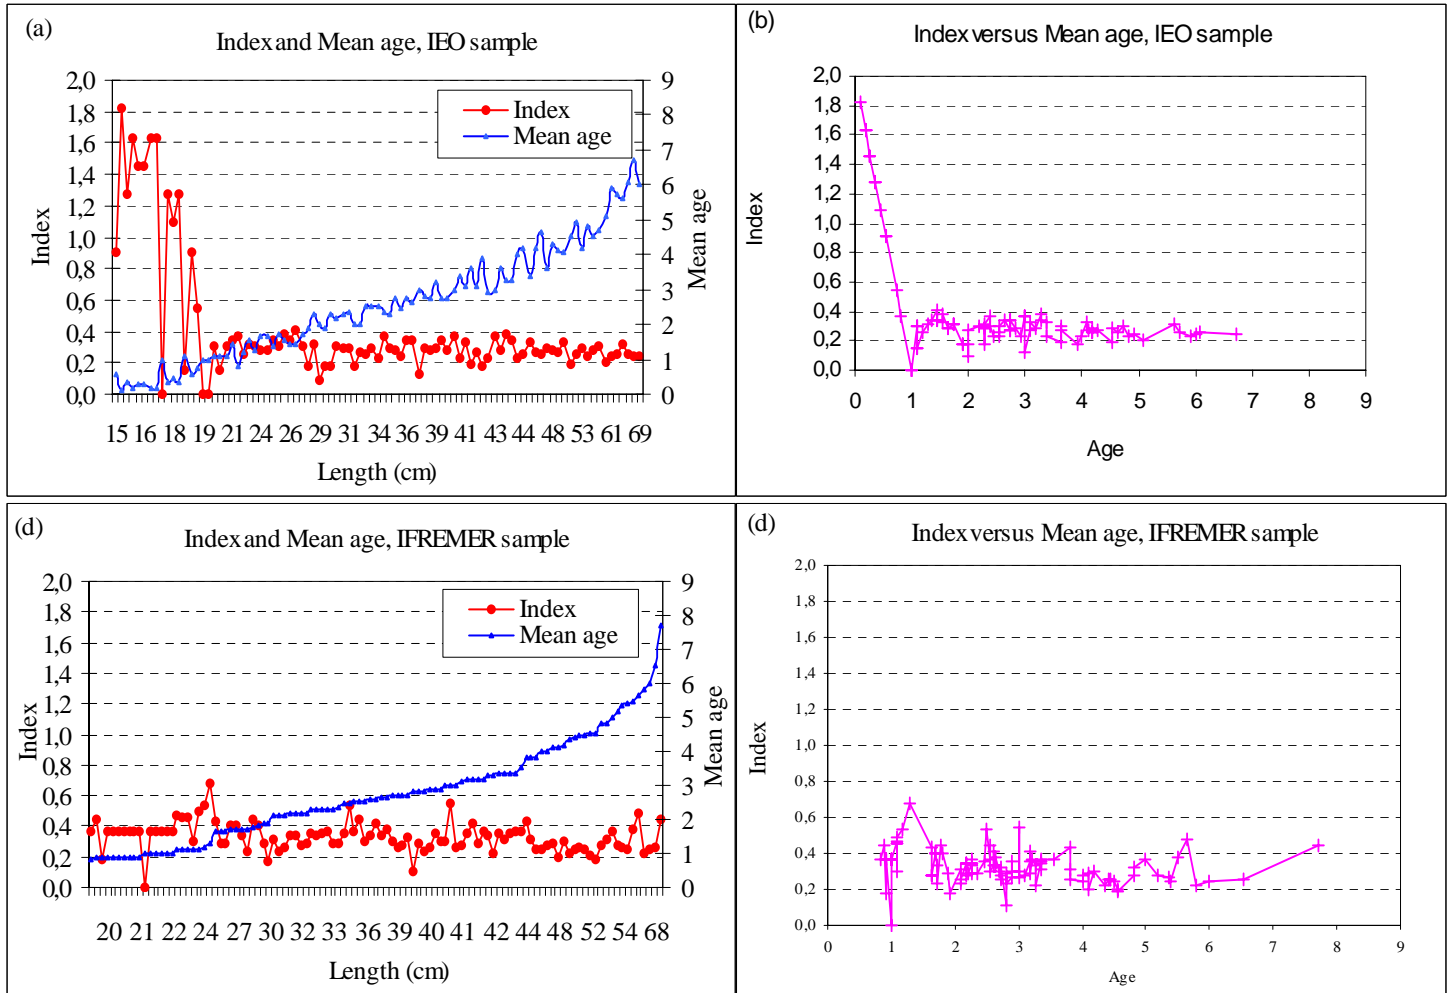 (a)
Index and Mean age, IEO sample
2,0
1,8
1,6
1,4
1,2
1,0
0,8
0,6
0,4
0,2
0,0
Index
Index
Mean age
9
8
7
6
5
4
3
2
1
0
Mean age
15 16 18 19 21 24 26 29 31 34 36 39 41 43 44 48 53 61 69
Length (cm)
(b)
Index versus Mean age, IEO sample
2,0
1,8
1,6
1,4
1,2
1,0
0,8
0,6
0,4
0,2
0,0
Index
0 1 2 3 4 5 6 7 8 9
Age
(d)
Index and Mean age, IFREMER sample
2,0
1,8
1,6
1,4
1,2
1,0
0,8
0,6
0,4
0,2
0,0
Index
Index
Mean age
9
8
7
6
5
4
3
2
1
0
Mean age
20 21 22 24 27 30 32 33 36 39 40 41 42 44 48 52 54 68
Length (cm)
(d)
Index versus Mean age, IFREMER sample
2,0
1,8
1,6
1,4
1,2
1,0
0,8
0,6
0,4
0,2
0,0
Index
0 1 2 3 4 5 6 7 8 9
Age